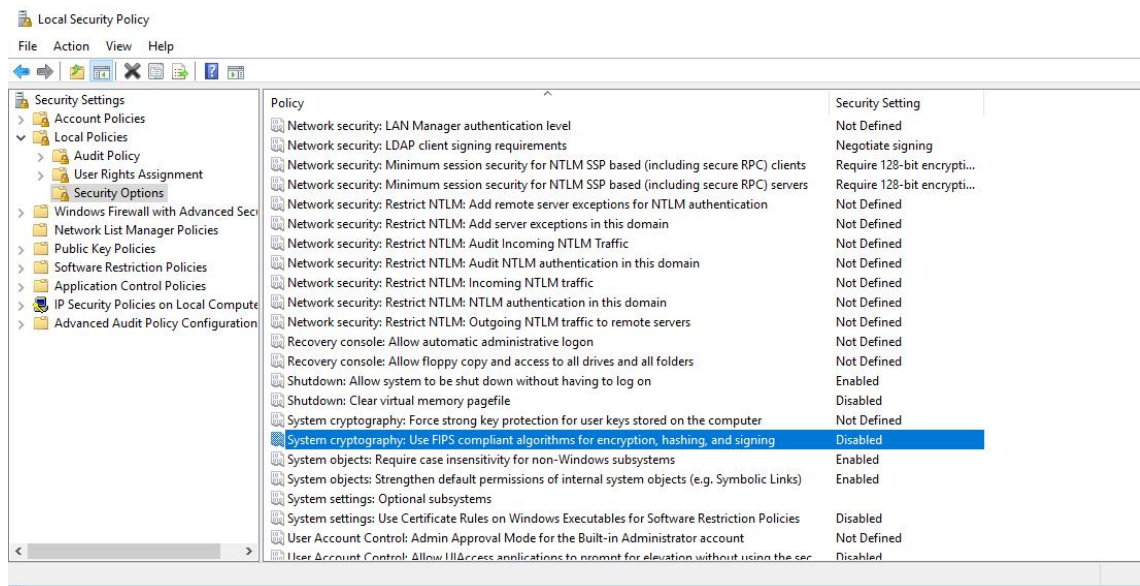 Local Security Policy
File Action View Help
Security Settings
Account Policies
Local Policies
Audit Policy
User Rights Assignment
Security Options
Windows Firewall with Advanced Secu
Network List Manager Policies
Public Key Policies
Software Restriction Policies
Application Control Policies
IP Security Policies on Local Compute
Advanced Audit Policy Configuration
Policy Security Setting
Network security: LAN Manager authentication level Not Defined
Network security: LDAP client signing requirements Negotiate signing
Network security: Minimum session security for NTLM SSP based (including secure RPC) clients Require 128-bit encrypti...
Network security: Minimum session security for NTLM SSP based (including secure RPC) servers Require 128-bit encrypti...
Network security: Restrict NTLM: Add remote server exceptions for NTLM authentication Not Defined
Network security: Restrict NTLM: Add server exceptions in this domain Not Defined
Network security: Restrict NTLM: Audit Incoming NTLM Traffic Not Defined
Network security: Restrict NTLM: Audit NTLM authentication in this domain Not Defined
Network security: Restrict NTLM: Incoming NTLM traffic Not Defined
Network security: Restrict NTLM: NTLM authentication in this domain Not Defined
Network security: Restrict NTLM: Outgoing NTLM traffic to remote servers Not Defined
Recovery console: Allow automatic administrative logon Not Defined
Recovery console: Allow floppy copy and access to all drives and all folders Not Defined
Shutdown: Allow system to be shut down without having to log on Enabled
Shutdown: Clear virtual memory pagefile Disabled
System cryptography: Force strong key protection for user keys stored on the computer Not Defined
System cryptography: Use FIPS compliant algorithms for encryption, hashing, and signing Disabled
System objects: Require case insensitivity for non-Windows subsystems Enabled
System objects: Strengthen default permissions of internal system objects (e.g. Symbolic Links) Enabled
System settings: Optional subsystems
System settings: Use Certificate Rules on Windows Executables for Software Restriction Policies Disabled
User Account Control: Admin Approval Mode for the Built-in Administrator account Not Defined
User Account Control: Allow UIAccess applications to prompt for elevation without using the sec Disabled